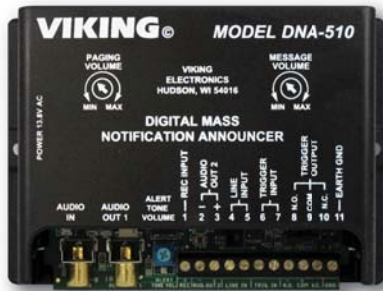 VIKING© MODEL DNA-510
PAGING
VOLUME
MIN MAX
VIKING
ELECTRONICS
HUDSON, WI 54016
MESSAGE
VOLUME
MIN MAX
POWER 13.8V AC
DIGITAL MASS
NOTIFICATION ANNOUNCER
AUDIO
IN
AUDIO
OUT 1
ALERT
TONE
VOLUME
REC INPUT
1
AUDIO
OUT 2
- +
2 3
LINE
INPUT
4 5
TRIGGER
INPUT
6 7
TRIGGER
OUTPUT
N.O. COM N.C.
8 9 10
EARTH GND
11
ALERT
TONE VOL